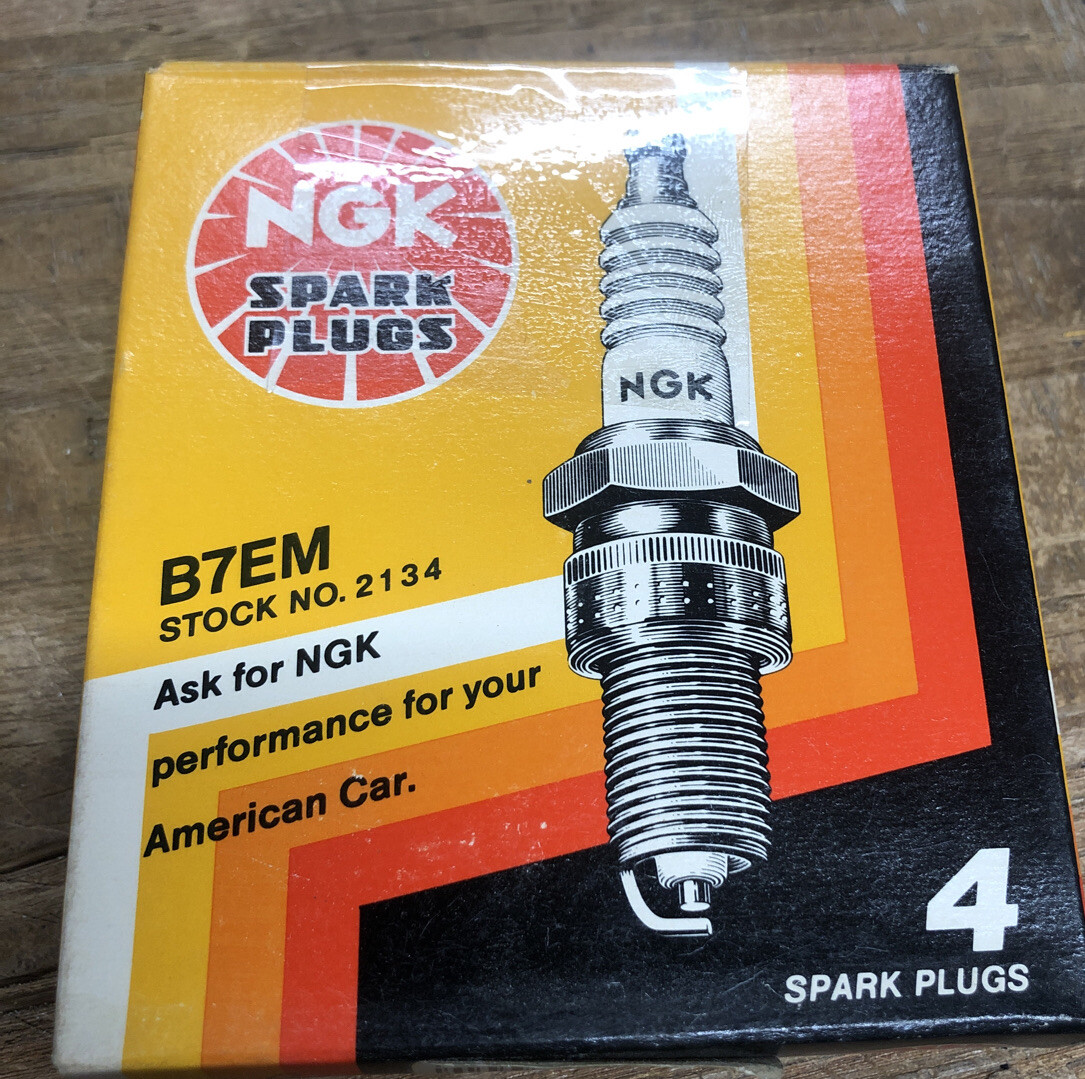 NGK
SPARK
PLUGS
NGK
B7EM
STOCK NO. 2134
Ask for NGK
performance for your
American Car.
4
SPARK PLUGS